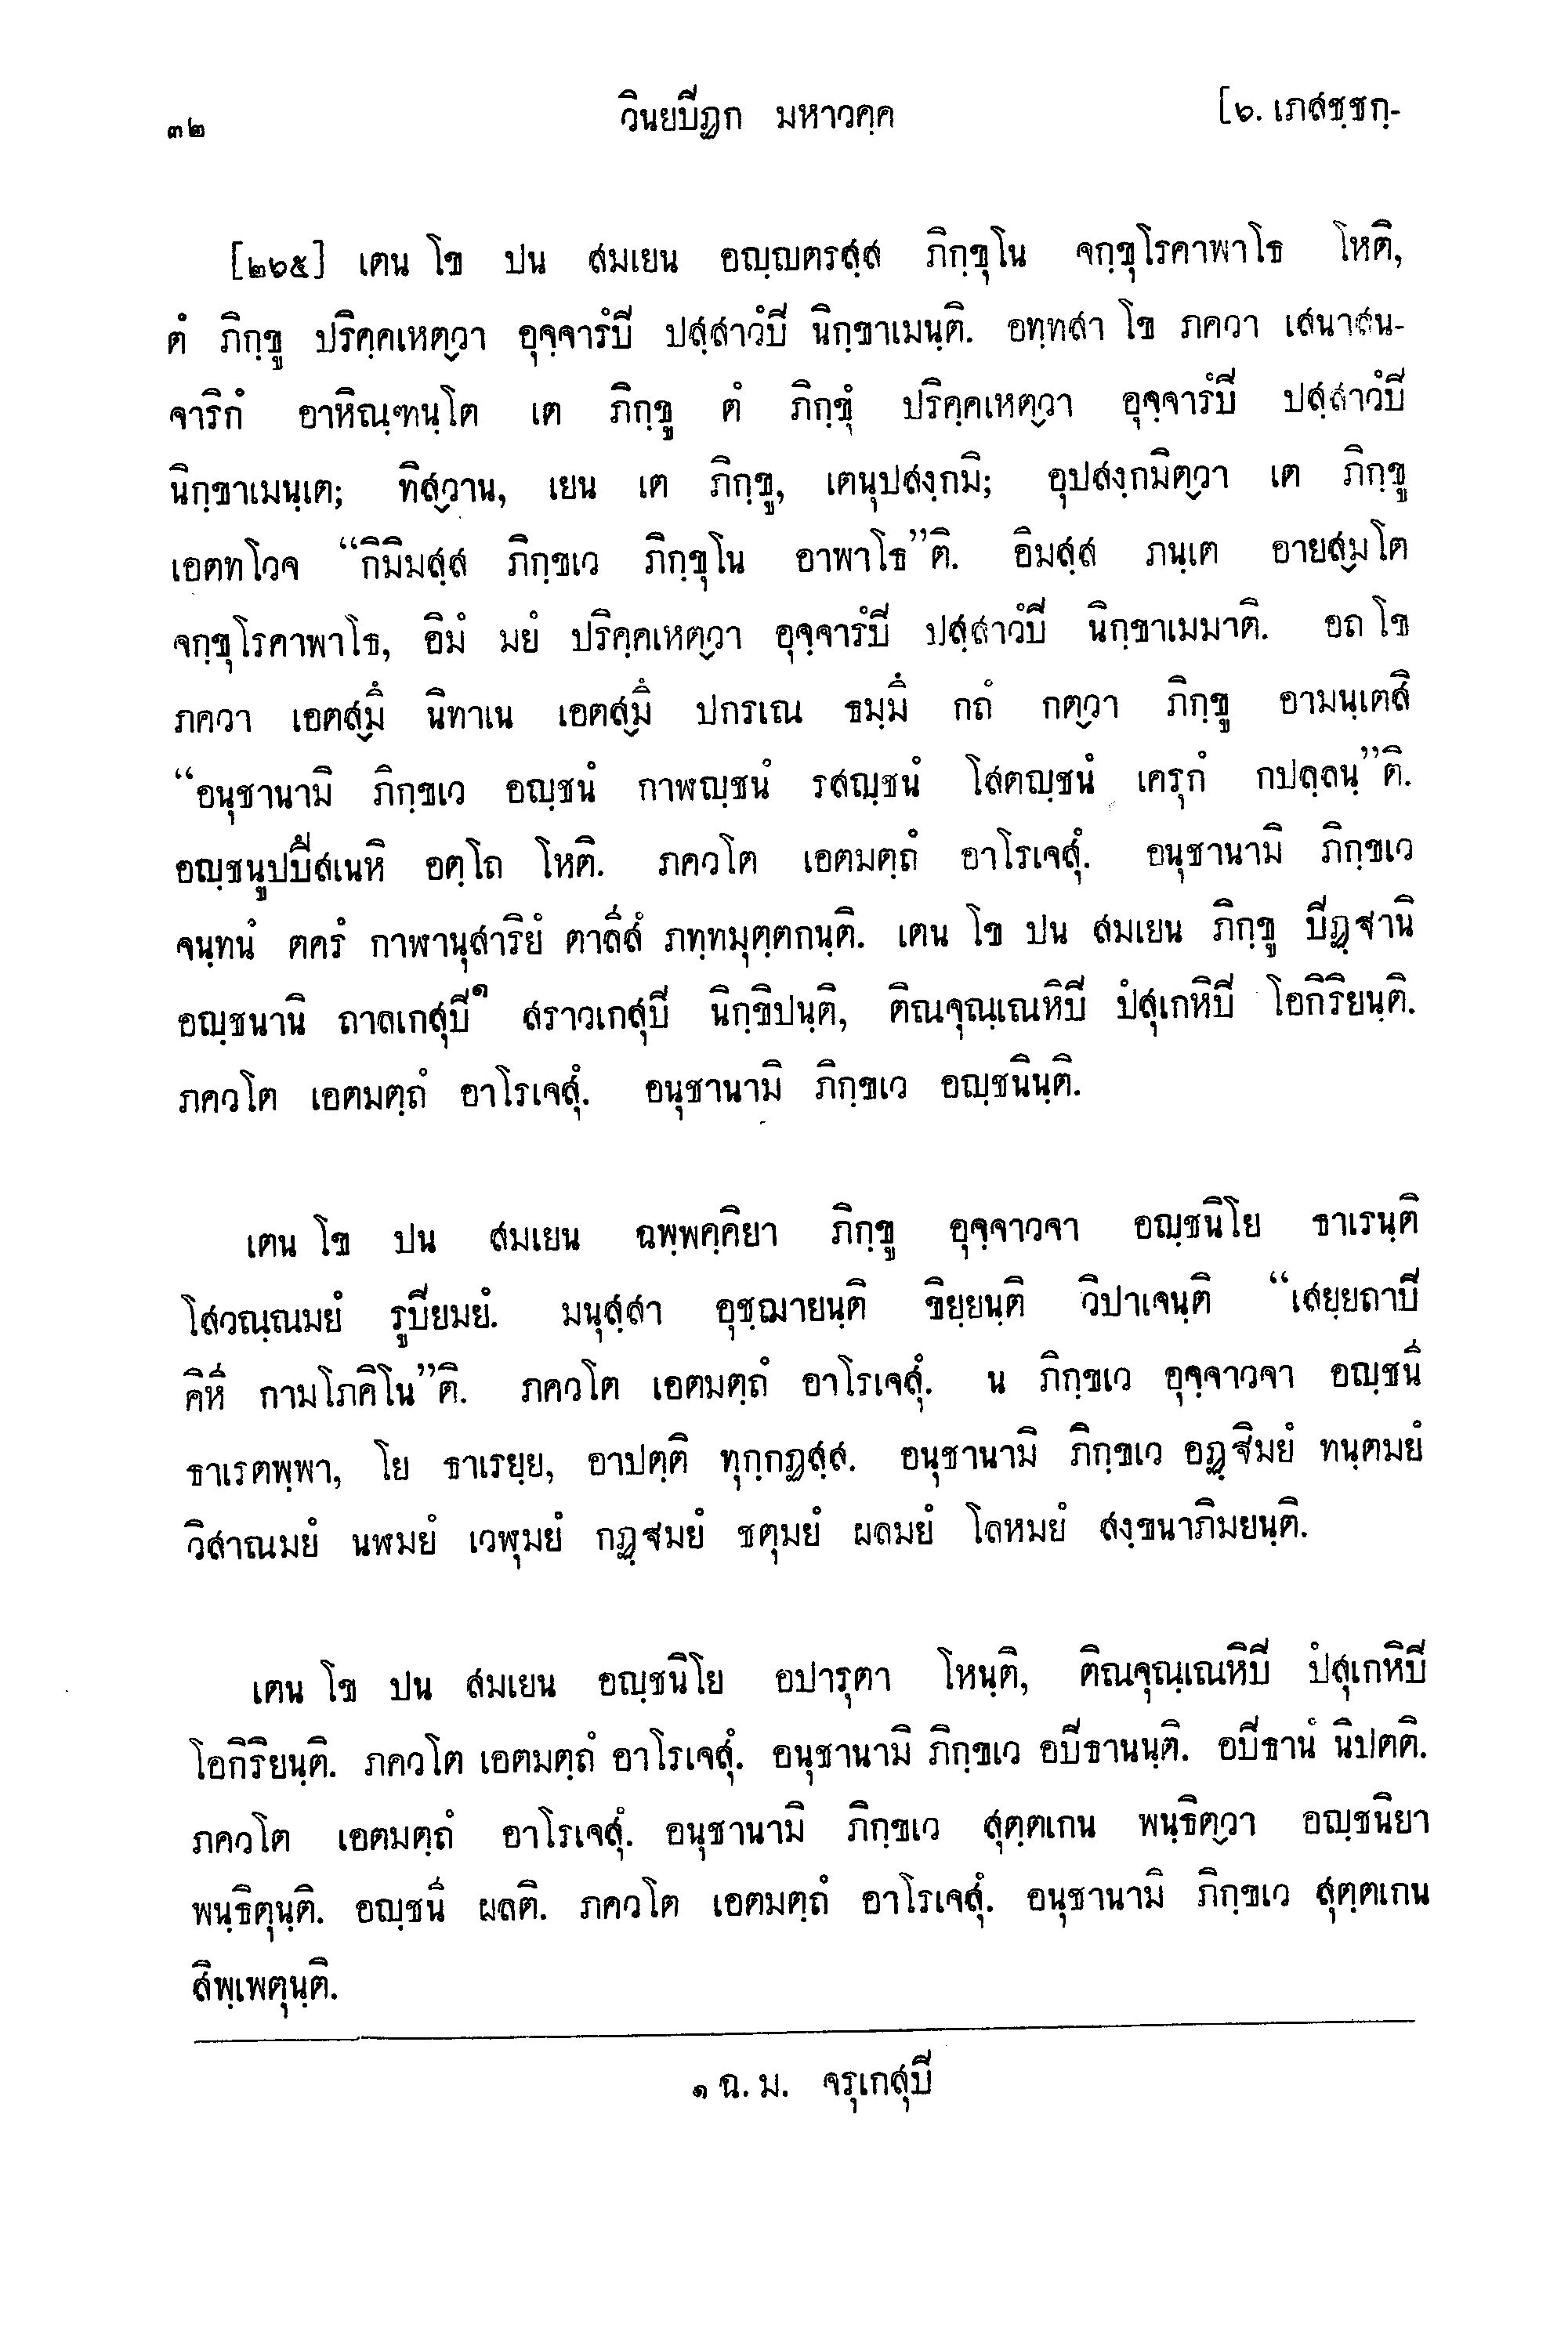 ๓๒ วินยปิฏก มหาวคฺค [๖. เภสชฺชกฺ-
[๒๖๕] เตน โข ปน สมเยน อญฺญตรสฺส ภิกฺขุโน จกฺขุโรคาพาโธ โหติ,
ตํ ภิกฺขู ปริคฺคเหต๎วา อุจฺจารํปิ ปสฺสาวํปิ นิกฺขาเมนฺติ. อทฺทสา โข ภควา เสนาสน-
จาริกํ อาหิณฺฑนฺโต เต ภิกฺขู ตํ ภิกฺขุํ ปริคฺคเหต๎วา อุจฺจารํปิ ปสฺสาวํปิ
นิกฺขาเมนฺเต; ทิส๎วาน, เยน เต ภิกฺขู, เตนุปสงฺกมิ; อุปสงฺกมิต๎วา เต ภิกฺขู
เอตทโวจ “กิมิมสฺส ภิกฺขเว ภิกฺขุโน อาพาโธ”ติ. อิมสฺส ภนฺเต อายส๎มโต
จกฺขุโรคาพาโธ, อิมํ มยํ ปริคฺคเหต๎วา อุจฺจารํปิ ปสฺสาวํปิ นิกฺขาเมมาติ. อถ โข
ภควา เอตส๎มึ นิทาเน เอตส๎มึ ปกรเณ ธมฺมึ กถํ กต๎วา ภิกฺขู อามนฺเตสิ
“อนุชานามิ ภิกฺขเว อญฺชนํ กาฬญฺชนํ รสญฺชนํ โสตญฺชนํ เครุกํ กปลฺลนฺ”ติ.
อญฺชนูปปึสเนหิ อตฺโถ โหติ. ภควโต เอตมตฺถํ อาโรเจสุํ. อนุชานามิ ภิกฺขเว
จนฺทนํ ตครํ กาฬานุสาริยํ ตาลีสํ ภทฺทมุตฺตกนฺติ. เตน โข ปน สมเยน ภิกฺขู ปิฏฺฐานิ
อญฺชนานิ ถาลเกสุปิ๑ สราวเกสุปิ นิกฺขิปนฺติ, ติณจุณฺเณหิปิ ปํสุเกหิปิ โอกิริยนฺติ.
ภควโต เอตมตฺถํ อาโรเจสุํ. อนุชานามิ ภิกฺขเว อญฺชนินฺติ.
เตน โข ปน สมเยน ฉพฺพคฺคิยา ภิกฺขู อุจฺจาวจา อญฺชนิโย ธาเรนฺติ
โสวณฺณมยํ รูปิยมยํ. มนุสฺสา อุชฺฌายนฺติ ขิยฺยนฺติ วิปาเจนฺติ “เสยฺยถาปิ
คิหี กามโภคิโน”ติ. ภควโต เอตมตฺถํ อาโรเจสุํ. น ภิกฺขเว อุจฺจาวจา อญฺชนี
ธาเรตพฺพา, โย ธาเรยฺย, อาปตฺติ ทุกฺกฏสฺส. อนุชานามิ ภิกฺขเว อฏฺฐิมยํ ทนฺตมยํ
วิสาณมยํ นฬมยํ เวฬุมยํ กฏฺฐมยํ ชตุมยํ ผลมยํ โลหมยํ สงฺขนาภิมยนฺติ.
เตน โข ปน สมเยน อญฺชนิโย อปารุตา โหนฺติ, ติณจุณฺเณหิปิ ปํสุเกหิปิ
โอกิริยนฺติ. ภควโต เอตมตฺถํ อาโรเจสุํ. อนุชานามิ ภิกฺขเว อปิธานนฺติ. อปิธานํ นิปตติ.
ภควโต เอตมตฺถํ อาโรเจสุํ. อนุชานามิ ภิกฺขเว สุตฺตเกน พนฺธิต๎วา อญฺชนิยา
พนฺธิตุนฺติ. อญฺชนี ผลติ. ภควโต เอตมตฺถํ อาโรเจสุํ. อนุชานามิ ภิกฺขเว สุตฺตเกน
สิพฺเพตุนฺติ.
๑ ฉ. ม. จรุเกสุปิ